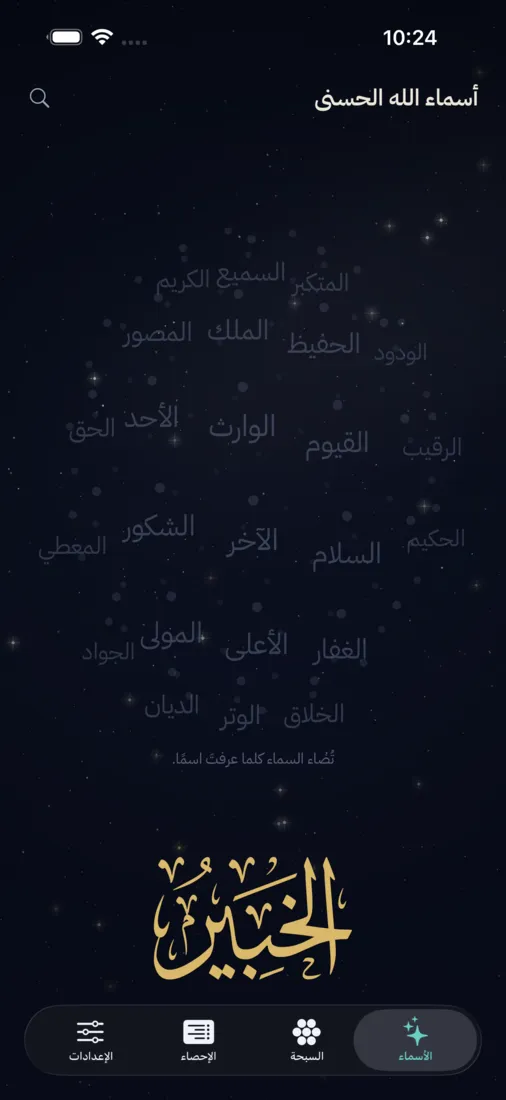 10:24
أسماء الله الحسنى
المتكبر السميع الكريم
الودود الحفيظ الملك المصور
الرقيب القيوم الوارث الأحد الحق
الحكيم السلام الآخر الشكور المعطي
الغفار الأعلى المولى الجواد
الخلاق الوتر الديان
تُضاء السماء كلما عرفتَ اسمًا.
الخَبِيرُ
الأسماء السبحة الإحصاء الإعدادات